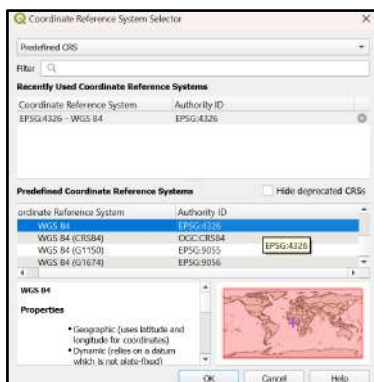 Coordinate Reference System Selector
Predefined CRS
Filter
Recently Used Coordinate Reference Systems
Coordinate Reference System Authority ID
EPSG:4326 - WGS 84 EPSG:4326
Predefined Coordinate Reference Systems Hide deprecated CRSs
ordinate Reference System Authority ID
WGS 84 EPSG:4326
WGS 84 (CRS84) OGC:CRS84
EPSG:4326
WGS 84 (G1150) EPSG:9055
WGS 84 (G1674) EPSG:9056
WGS 84
Properties
• Geographic (uses latitude and
longitude for coordinates)
• Dynamic (relies on a datum
which is not plate-fixed)
OK Cancel Help